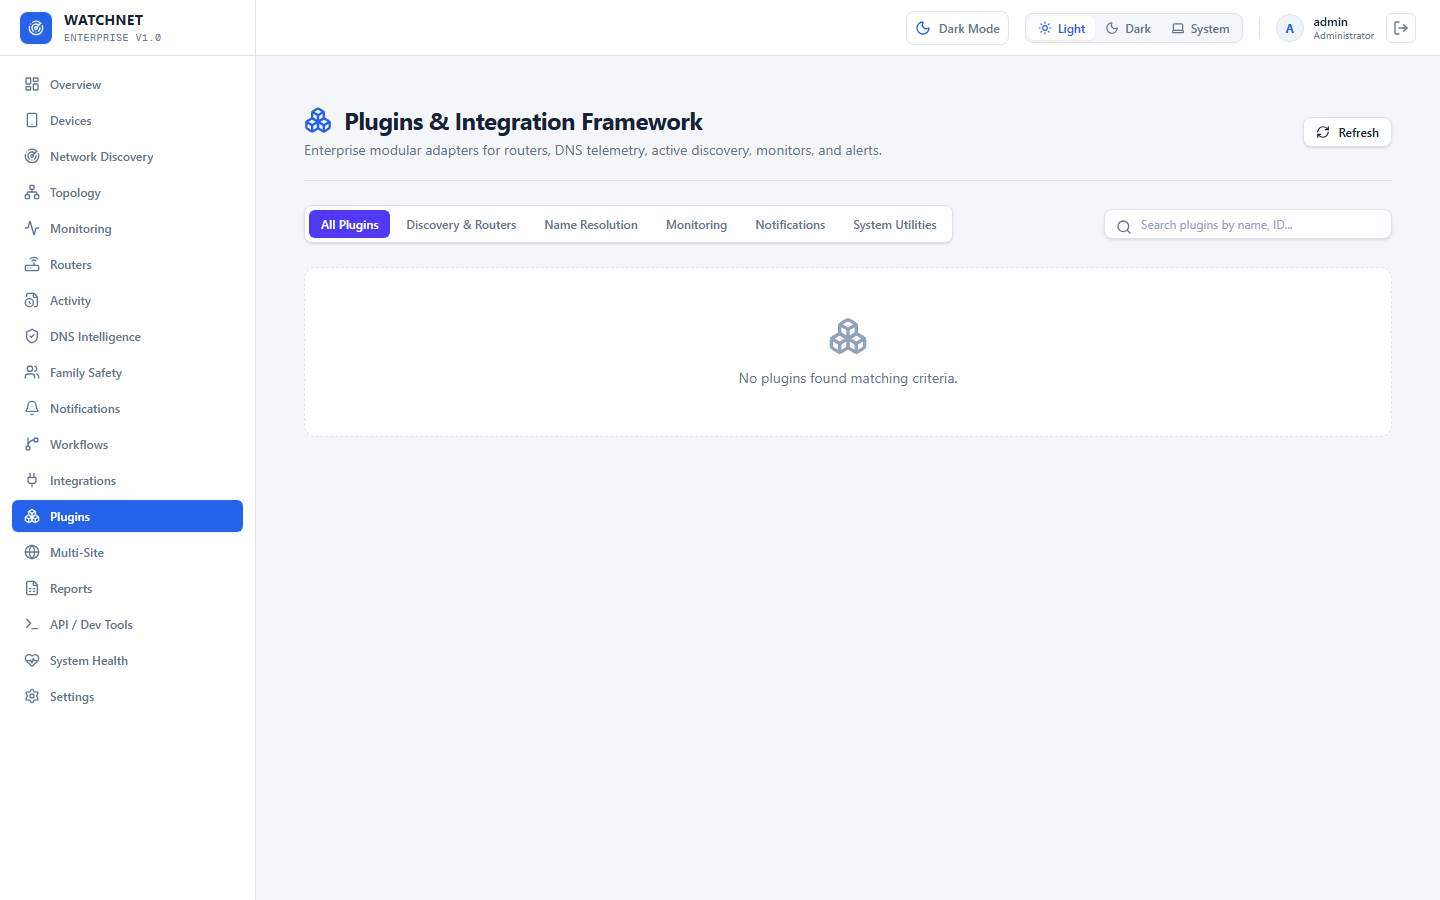 WATCHNET
ENTERPRISE V1.0
Dark Mode
Light
Dark
System
A
admin
Administrator
Overview
Devices
Network Discovery
Topology
Monitoring
Routers
Activity
DNS Intelligence
Family Safety
Notifications
Workflows
Integrations
Plugins
Multi-Site
Reports
API / Dev Tools
System Health
Settings
Plugins & Integration Framework
Enterprise modular adapters for routers, DNS telemetry, active discovery, monitors, and alerts.
Refresh
All Plugins
Discovery & Routers
Name Resolution
Monitoring
Notifications
System Utilities
Search plugins by name, ID...
No plugins found matching criteria.